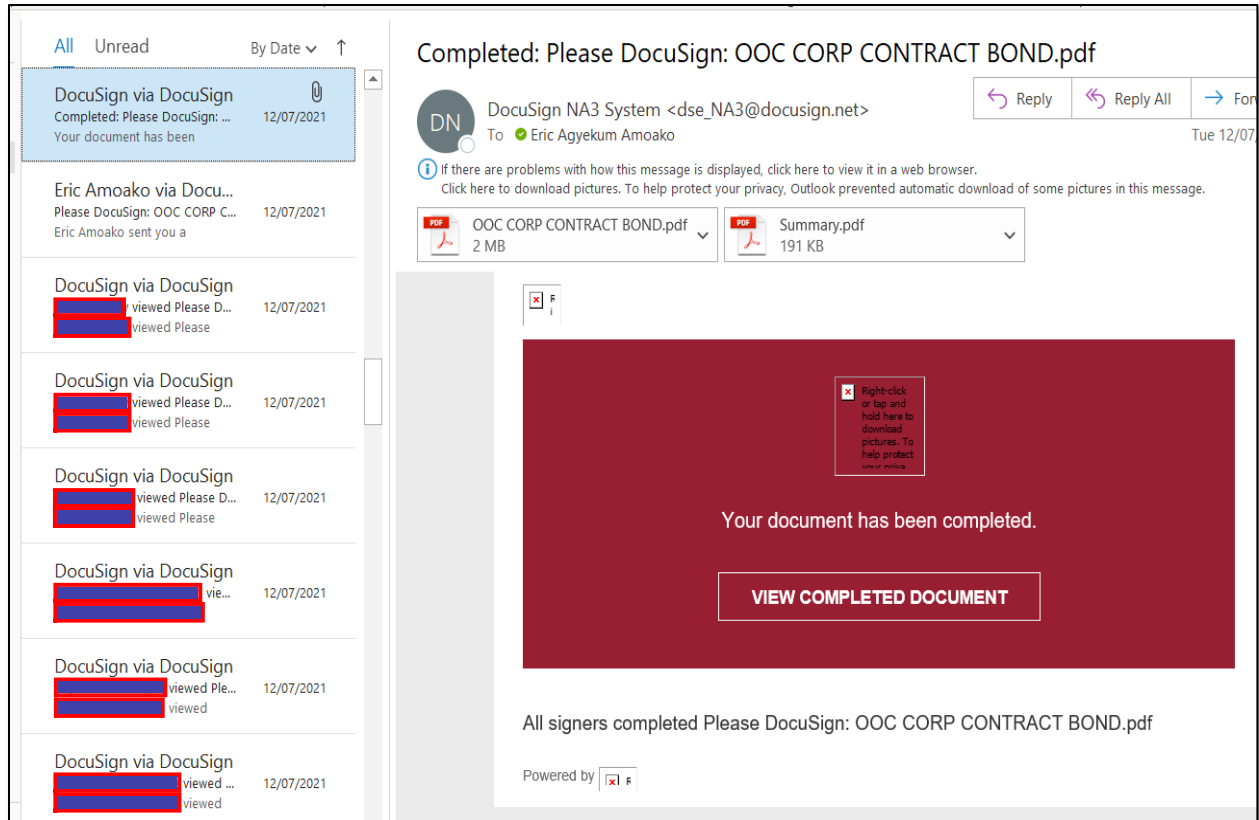 All Unread By Date ↑
DocuSign via DocuSign
Completed: Please DocuSign: ... 12/07/2021
Your document has been
Eric Amoako via Docu...
Please DocuSign: OOC CORP C... 12/07/2021
Eric Amoako sent you a
DocuSign via DocuSign
viewed Please D... 12/07/2021
viewed Please
DocuSign via DocuSign
viewed Please D... 12/07/2021
viewed Please
DocuSign via DocuSign
viewed Please D... 12/07/2021
viewed Please
DocuSign via DocuSign
vie... 12/07/2021
DocuSign via DocuSign
viewed Ple... 12/07/2021
viewed
DocuSign via DocuSign
viewed ... 12/07/2021
viewed
Completed: Please DocuSign: OOC CORP CONTRACT BOND.pdf
Reply Reply All → For
DN
DocuSign NA3 System <dse_NA3@docusign.net>
To Eric Agyekum Amoako
Tue 12/07/
If there are problems with how this message is displayed, click here to view it in a web browser.
Click here to download pictures. To help protect your privacy, Outlook prevented automatic download of some pictures in this message.
PDF OOC CORP CONTRACT BOND.pdf
2 MB
PDF Summary.pdf
191 KB
Right-click
or tap and
hold here to
download
pictures. To
help protect
your priva
Your document has been completed.
VIEW COMPLETED DOCUMENT
All signers completed Please DocuSign: OOC CORP CONTRACT BOND.pdf
Powered by